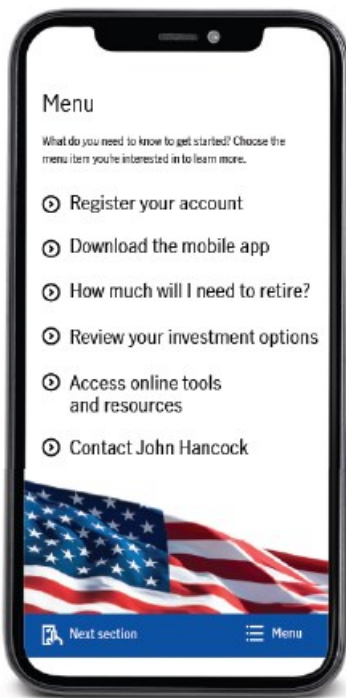 Menu
What do you need to know to get started? Choose the
menu item you're interested in to learn more.
Register your account
Download the mobile app
How much will I need to retire?
Review your investment options
Access online tools
and resources
Contact John Hancock
Next section
Menu